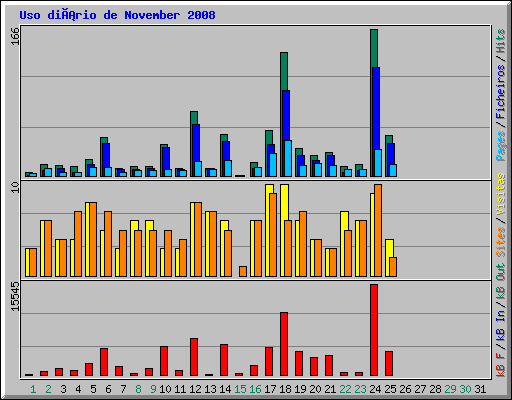 Uso diÃ¡rio de November 2008
166
10
15545
Hits / Ficheiros / Pages
Visitas / Sites
kB F / kB In / kB Out
1 2 3 4 5 6 7 8 9 10 11 12 13 14 15 16 17 18 19 20 21 22 23 24 25 26 27 28 29 30 31